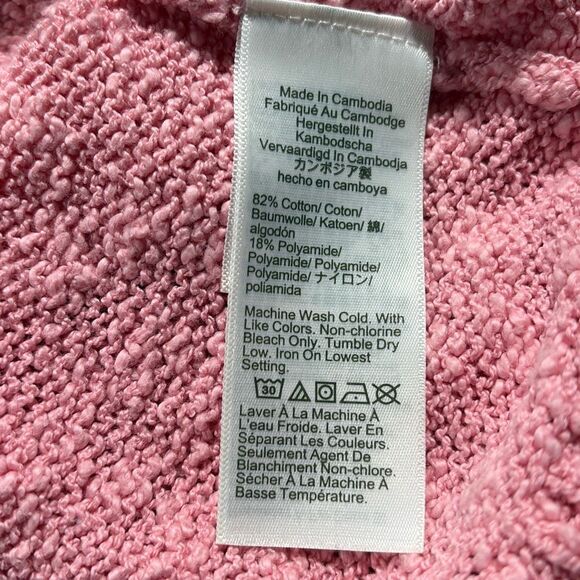 Made In Cambodia
Fabriqué Au Cambodge
Hergestellt In
Kambodscha
Vervaardigd In Cambodja
カンボジア製
hecho en camboya
82% Cotton/ Coton/
Baumwolle/ Katoen/ 綿/
algodón
18% Polyamide/
Polyamide/ Polyamide/
Polyamide/ ナイロン/
poliamida
Machine Wash Cold. With
Like Colors. Non-chlorine
Bleach Only. Tumble Dry
Low. Iron On Lowest
Setting.
30
Laver À La Machine À
L'eau Froide. Laver En
Séparant Les Couleurs.
Seulement Agent De
Blanchiment Non-chlore.
Sécher À La Machine À
Basse Température.